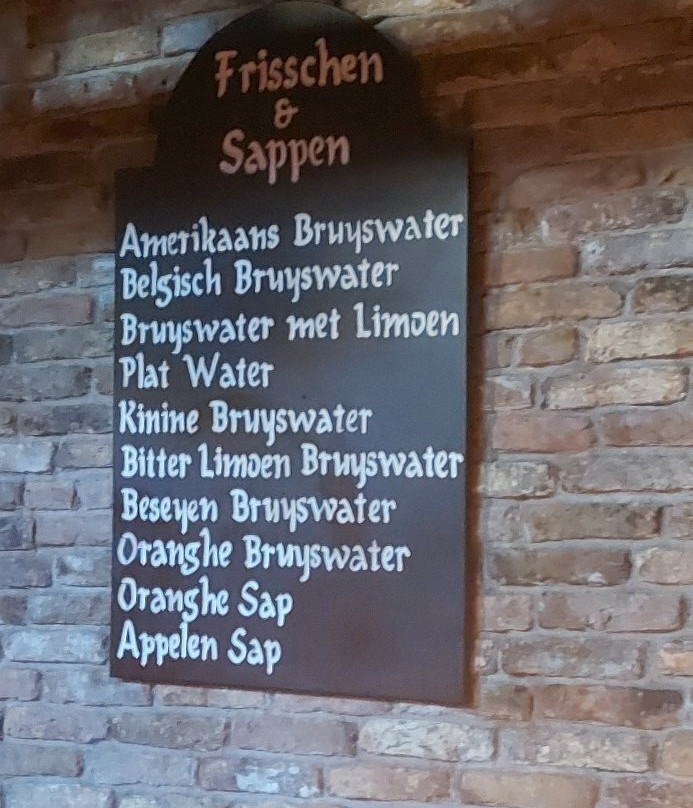 Frisschen
&
Sappen
Amerikaans Bruyswater
Belgisch Bruyswater
Bruyswater met Limoen
Plat Water
Kinine Bruyswater
Bitter Limoen Bruyswater
Beseyen Bruyswater
Oranghe Bruyswater
Oranghe Sap
Appelen Sap